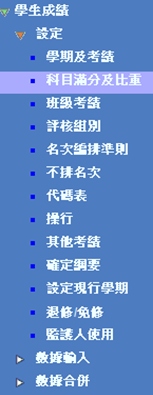 學生成績
設定
學期及考績
科目滿分及比重
班級考績
評核組別
名次編排準則
不排名次
代碼表
操行
其他考績
確定綱要
設定現行學期
退修/免修
監護人使用
數據輸入
數據合併